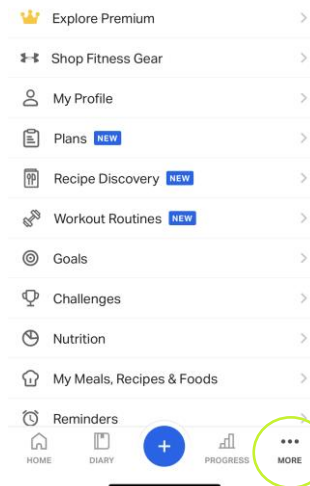 Explore Premium
Shop Fitness Gear
My Profile
Plans NEW
Recipe Discovery NEW
Workout Routines NEW
Goals
Challenges
Nutrition
My Meals, Recipes & Foods
Reminders
HOME DIARY PROGRESS MORE